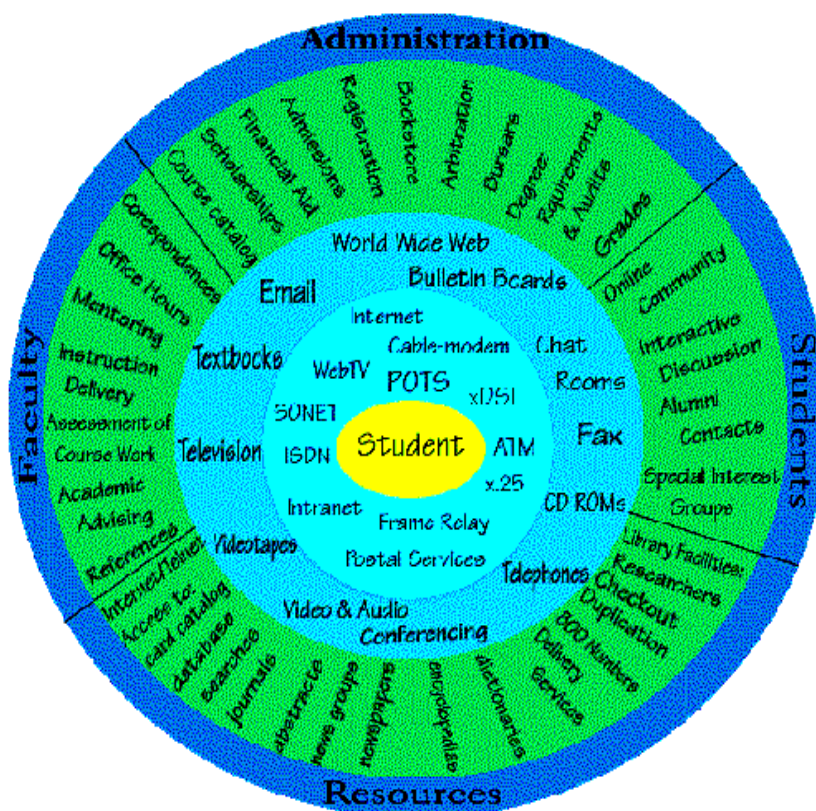 Administration
Course catalog
Scholarships
Financial Aid
Admissions
Registration
Bookstore
Arbitration
Bursars
Degree
Rqurements
& Audits
Grades
Students
Online
Community
Interactive
Discussion
Alumni
Contacts
Special Interest
Groups
Resources
Library Facilities:
Researchers
Checkout
Duplication
800 Numbers
Delivery
Services
dictionaries
encyclopedias
newspapers
news groups
abstracts
journals
searches
database
card catalog
Access to:
Internet/Telnet
Faculty
Corespondences
Office Hours
Mentoring
Instruction
Delivery
Assessment of
Course Work
Academic
Advising
References
World Wide Web
Bulletin Boards
Email
Chat
Rooms
Textbooks
Fax
Television
CD ROMs
Videotapes
Telephones
Video & Audio
Conferencing
Internet
Cable-modem
WebTV
POTS
xDSl
SONET
ISDN
ATM
x.25
Intranet
Frame Relay
Postal Services
Student